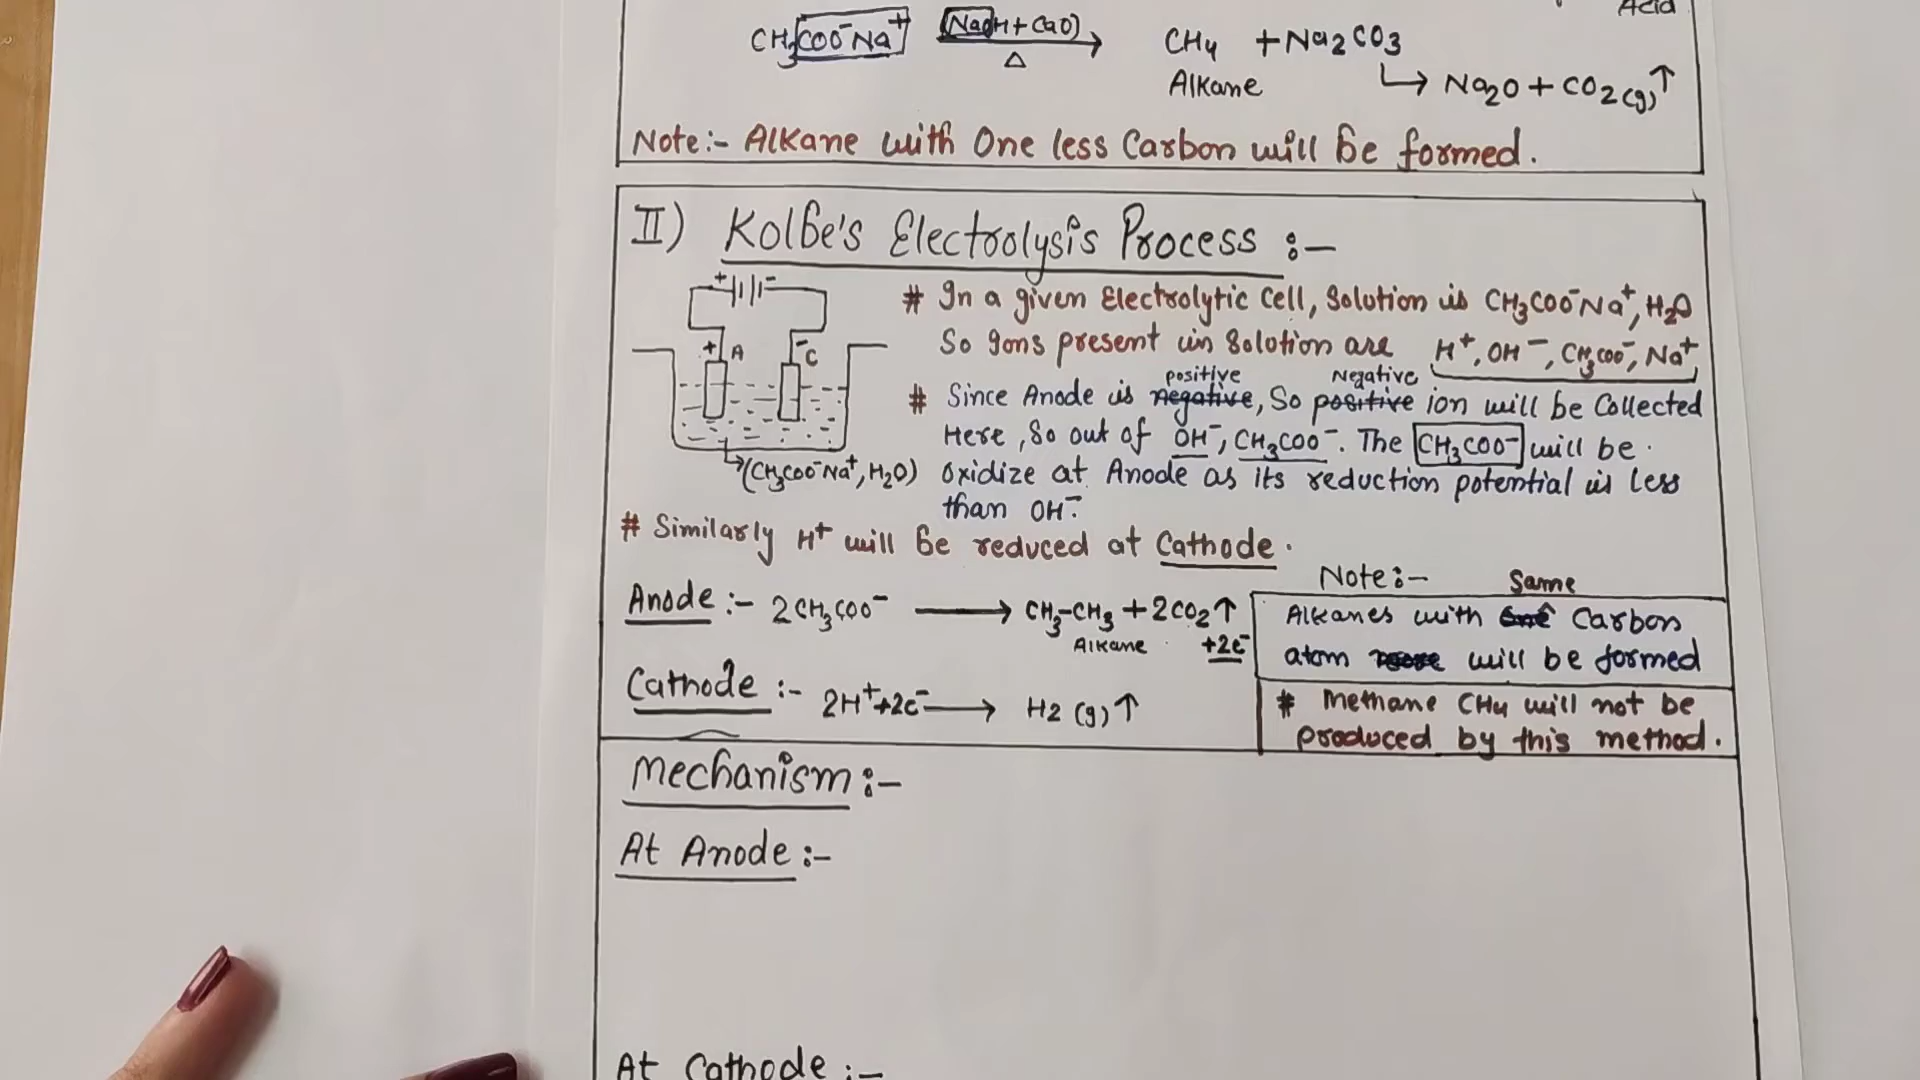 Acid
CH3COO⁻Na⁺ (NaOH + CaO) CH4 + Na2CO3
△ Alkane → Na2O + CO2(g)↑
Note:- Alkane with One less Carbon will be formed.
II) Kolbe's Electrolysis Process :-
+ -
# In a given Electrolytic Cell, Solution is CH3COO⁻Na⁺, H2O
So Ions present in Solution are H⁺, OH⁻, CH3COO⁻, Na⁺
+ A - C
positive Negative
# Since Anode is negative, So positive ion will be Collected
Here, So out of OH⁻, CH3COO⁻. The CH3COO⁻ will be
(CH3COO⁻Na⁺, H2O) oxidize at Anode as its reduction potential is less
than OH⁻.
# Similarly H⁺ will be reduced at Cathode.
Note:- Same
Anode :- 2CH3COO⁻ → CH3-CH3 + 2CO2↑ Alkanes with Carbon
Alkane +2e⁻
atom will be formed
Cathode :- 2H⁺+2e⁻ → H2 (g)↑
# Methane CH4 will not be
produced by this method.
Mechanism :-
At Anode :-
At Cathode :-